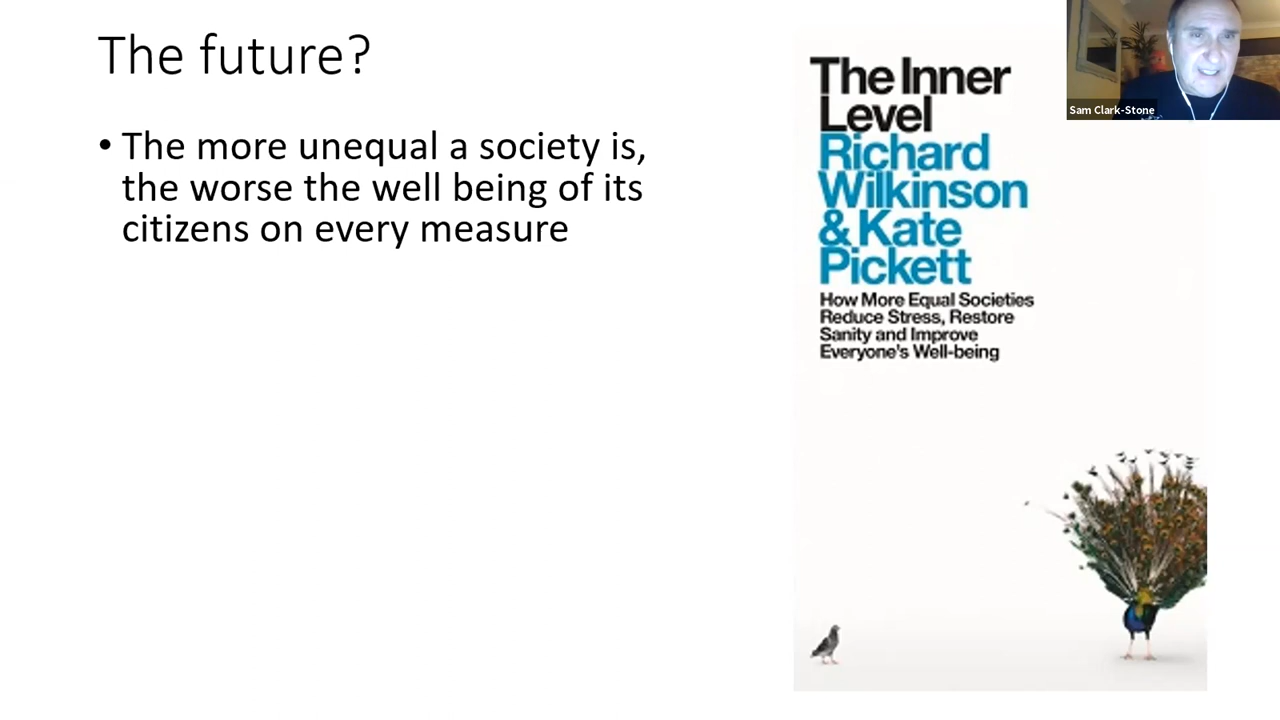 The future?
• The more unequal a society is,
the worse the well being of its
citizens on every measure
The Inner
Level
Richard
Wilkinson
& Kate
Pickett
How More Equal Societies
Reduce Stress, Restore
Sanity and Improve
Everyone's Well-being
Sam Clark-Stone